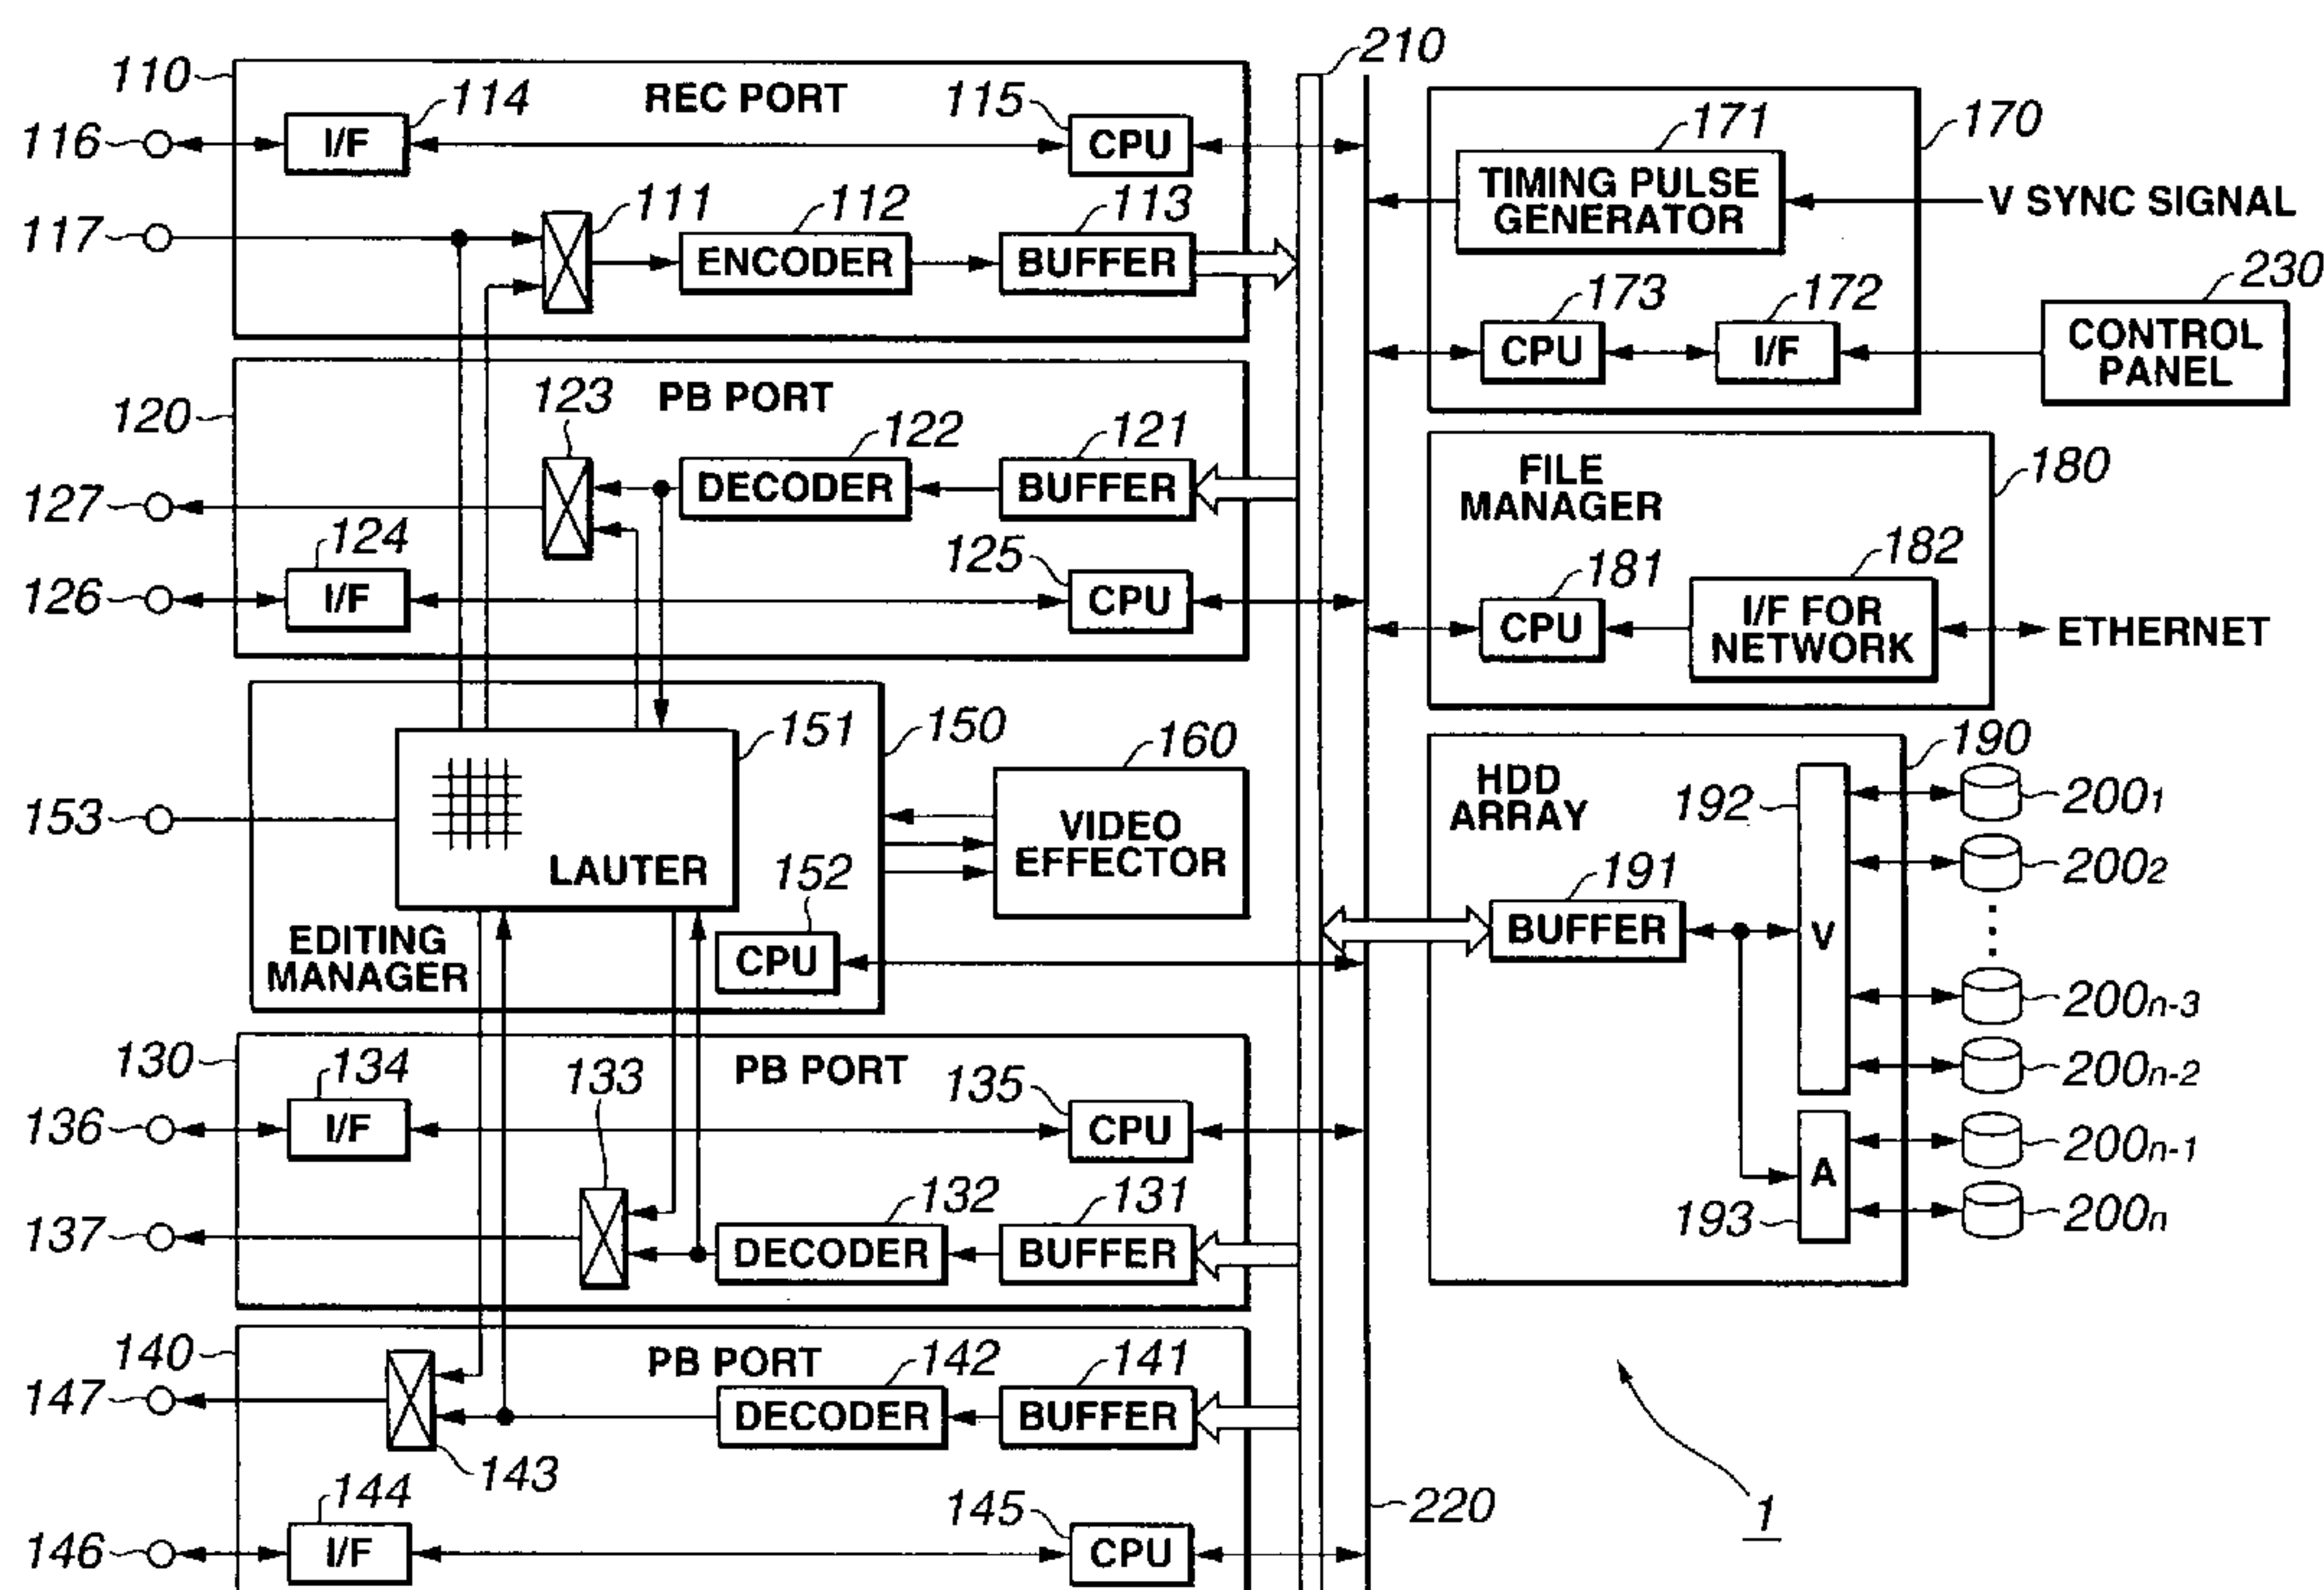 210
110
REC PORT
114
115
116
I/F
CPU
117
111
112
113
ENCODER
BUFFER
170
171
TIMING PULSE
GENERATOR
V SYNC SIGNAL
173
172
230
CPU
I/F
CONTROL
PANEL
120
PB PORT
123
122
121
127
DECODER
BUFFER
124
125
126
I/F
CPU
180
FILE
MANAGER
181
182
CPU
I/F FOR
NETWORK
ETHERNET
150
151
153
LAUTER
152
EDITING
MANAGER
CPU
160
VIDEO
EFFECTOR
190
HDD
ARRAY
192
191
BUFFER
V
193
A
2001
2002
200n-3
200n-2
200n-1
200n
130
PB PORT
134
133
135
136
I/F
CPU
132
131
137
DECODER
BUFFER
140
PB PORT
142
141
147
DECODER
BUFFER
143
144
145
146
I/F
CPU
220
1